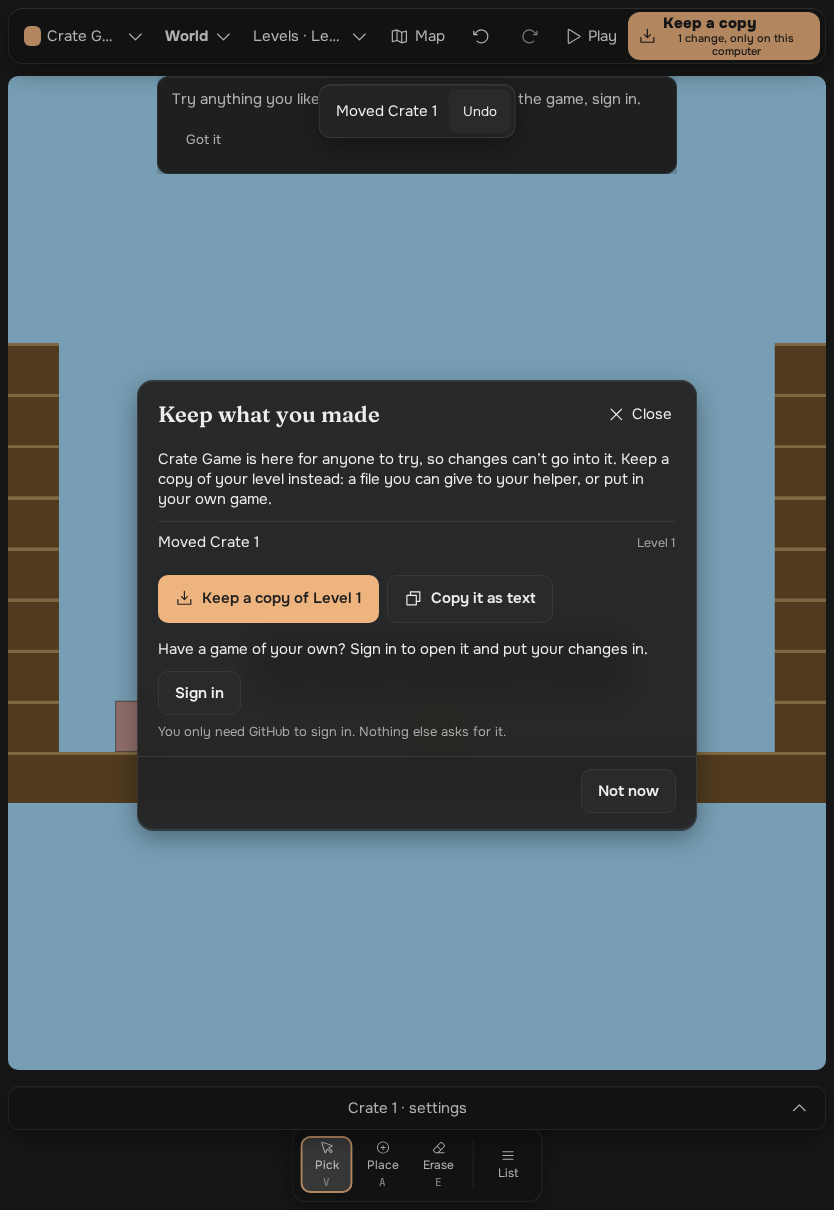 Crate G...
World
Levels · Le...
Map
Play
Keep a copy
1 change, only on this
computer
Try anything you like
the game, sign in.
Moved Crate 1
Undo
Got it
Keep what you made
Close
Crate Game is here for anyone to try, so changes can’t go into it. Keep a
copy of your level instead: a file you can give to your helper, or put in
your own game.
Moved Crate 1
Level 1
Keep a copy of Level 1
Copy it as text
Have a game of your own? Sign in to open it and put your changes in.
Sign in
You only need GitHub to sign in. Nothing else asks for it.
Not now
Crate 1 · settings
Pick
Place
Erase
List
V
A
E